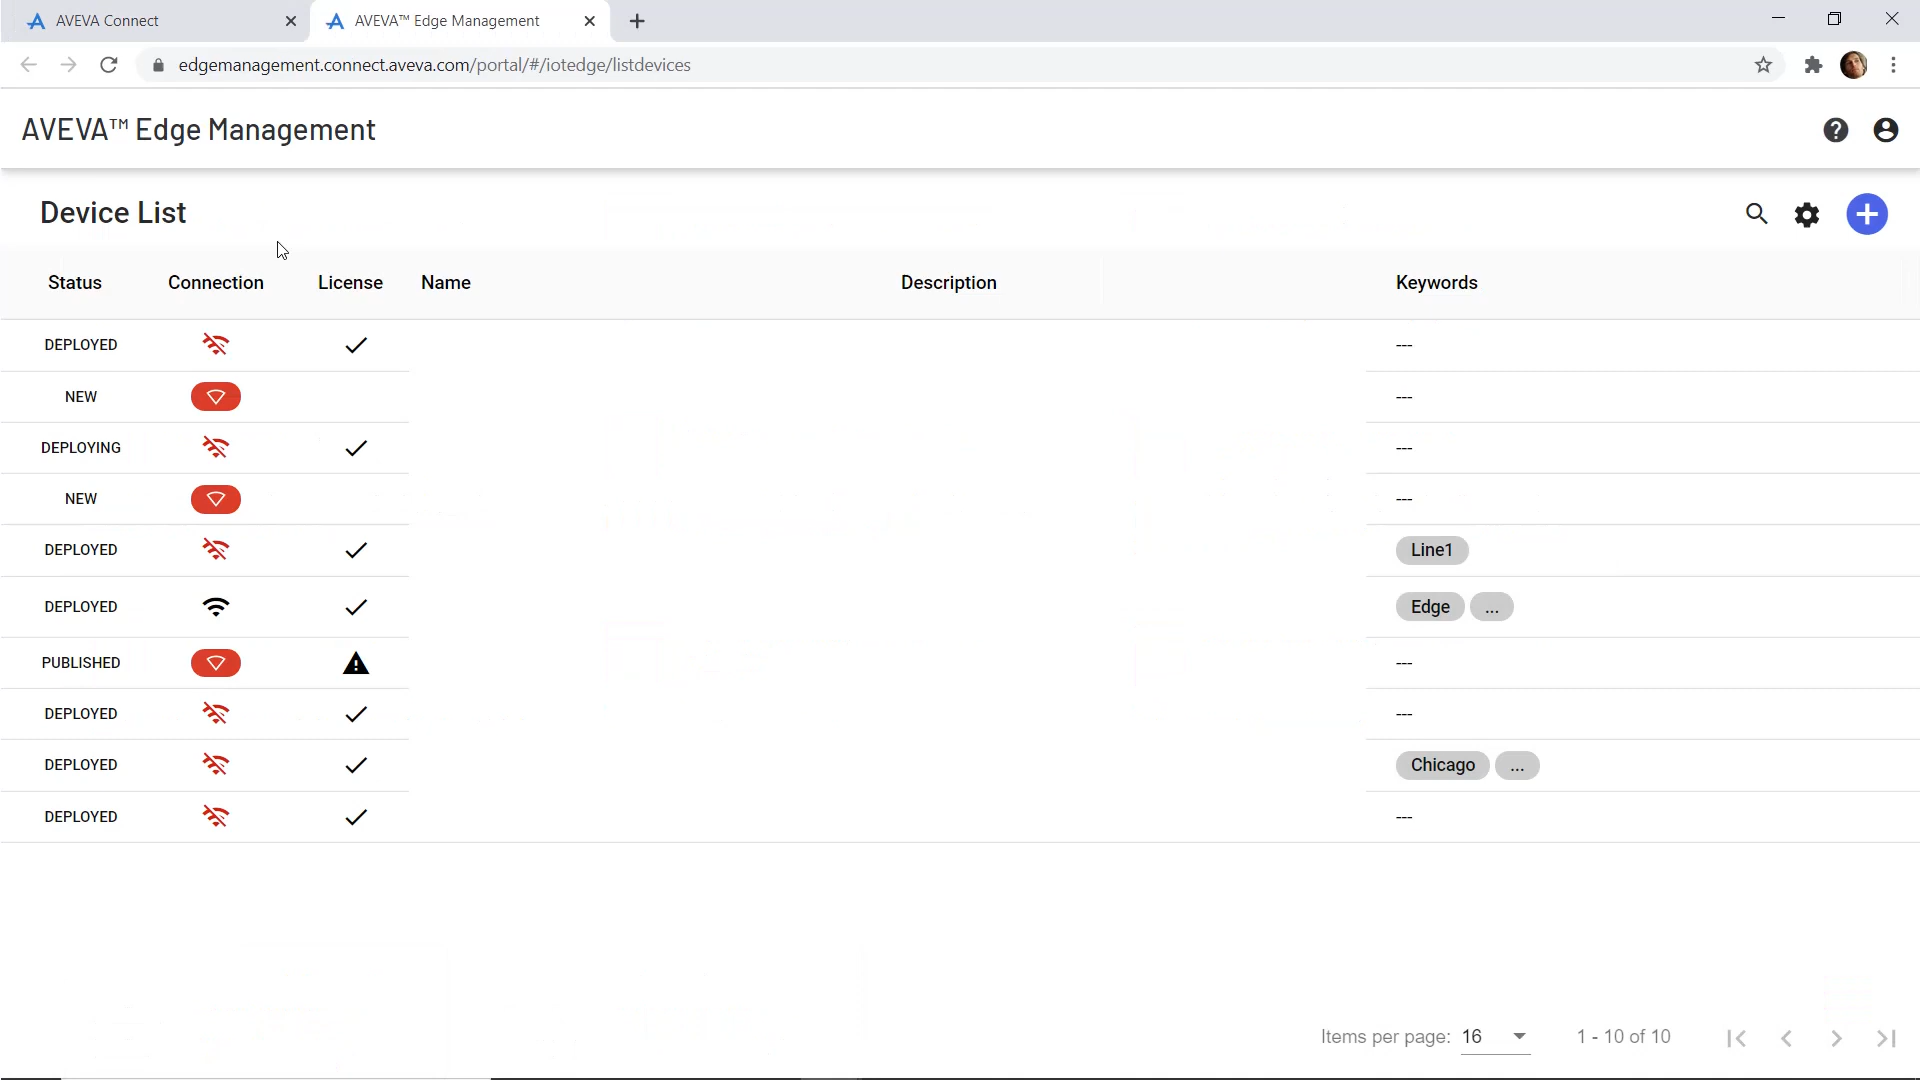 AVEVA Connect
AVEVA™ Edge Management
edgemanagement.connect.aveva.com/portal/#/iotedge/listdevices
AVEVA™ Edge Management
Device List
Status Connection License Name Description Keywords
DEPLOYED ---
NEW ---
DEPLOYING ---
NEW ---
DEPLOYED Line1
DEPLOYED Edge ...
PUBLISHED ---
DEPLOYED ---
DEPLOYED Chicago ...
DEPLOYED ---
Items per page: 16 1 - 10 of 10